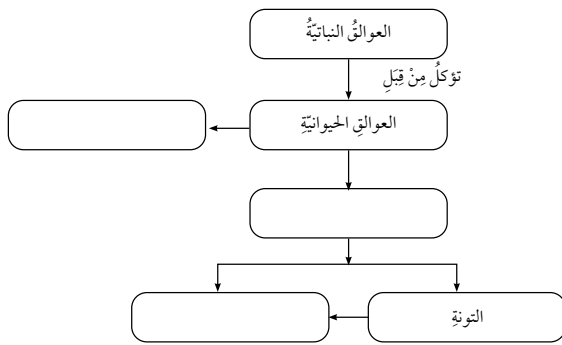 العوالقُ النباتيّةُ
تؤكلُ مِنْ قِبَلِ
العوالقِ الحيوانيّةِ
التونةِ